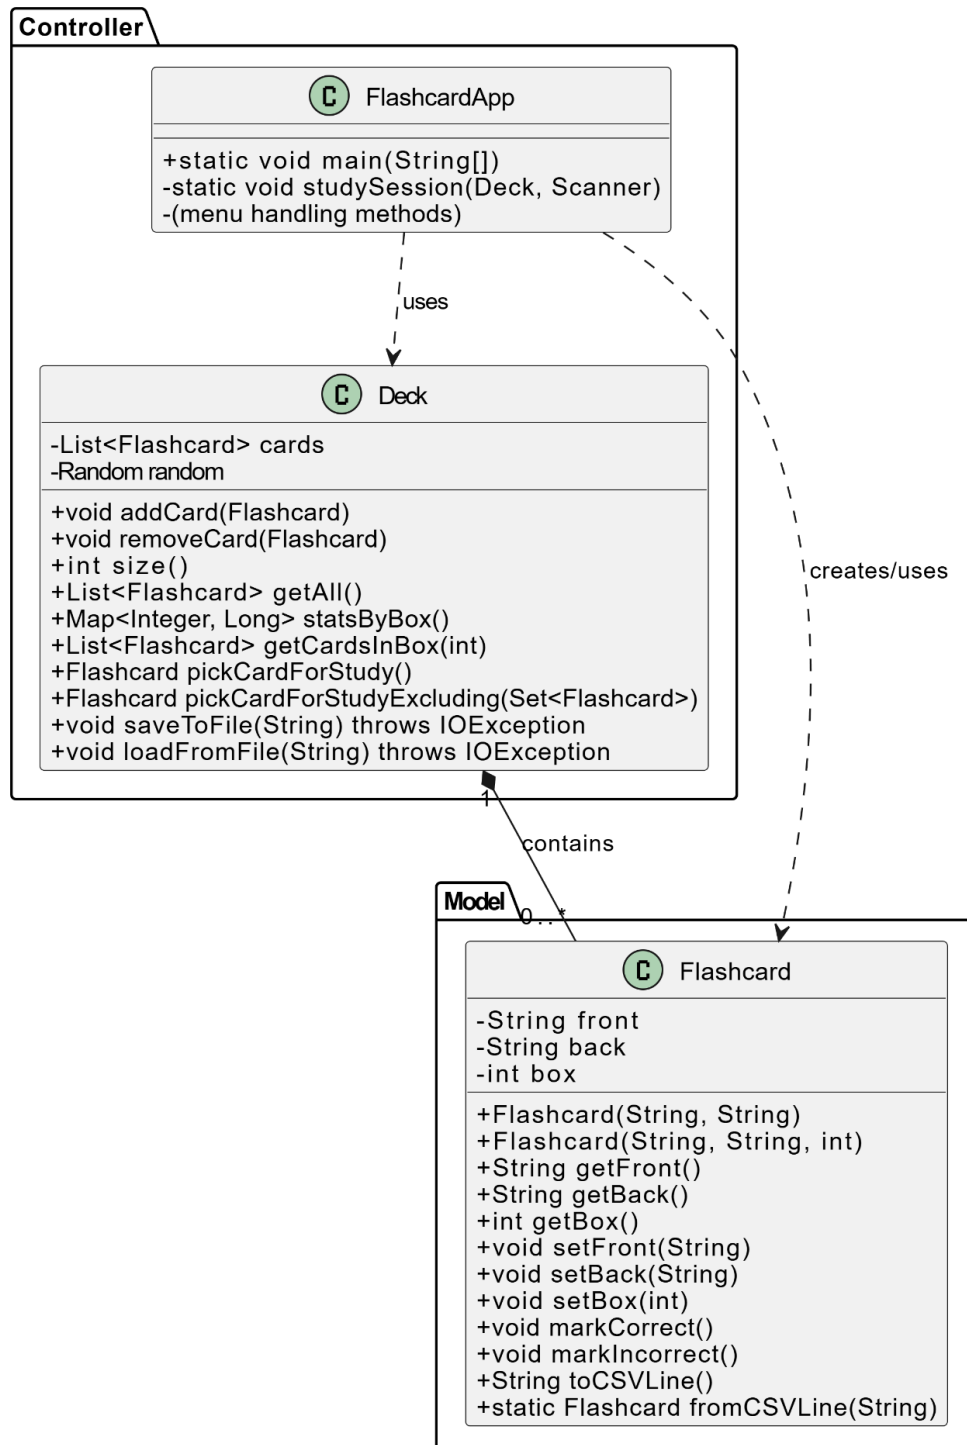 Controller
C FlashcardApp
+static void main(String[])
-static void studySession(Deck, Scanner)
-(menu handling methods)
uses
C Deck
-List<Flashcard> cards
-Random random
+void addCard(Flashcard)
+void removeCard(Flashcard)
+int size()
+List<Flashcard> getAll()
+Map<Integer, Long> statsByBox()
+List<Flashcard> getCardsInBox(int)
+Flashcard pickCardForStudy()
+Flashcard pickCardForStudyExcluding(Set<Flashcard>)
+void saveToFile(String) throws IOException
+void loadFromFile(String) throws IOException
creates/uses
1
contains
0..*
Model
C Flashcard
-String front
-String back
-int box
+Flashcard(String, String)
+Flashcard(String, String, int)
+String getFront()
+String getBack()
+int getBox()
+void setFront(String)
+void setBack(String)
+void setBox(int)
+void markCorrect()
+void markIncorrect()
+String toCSVLine()
+static Flashcard fromCSVLine(String)